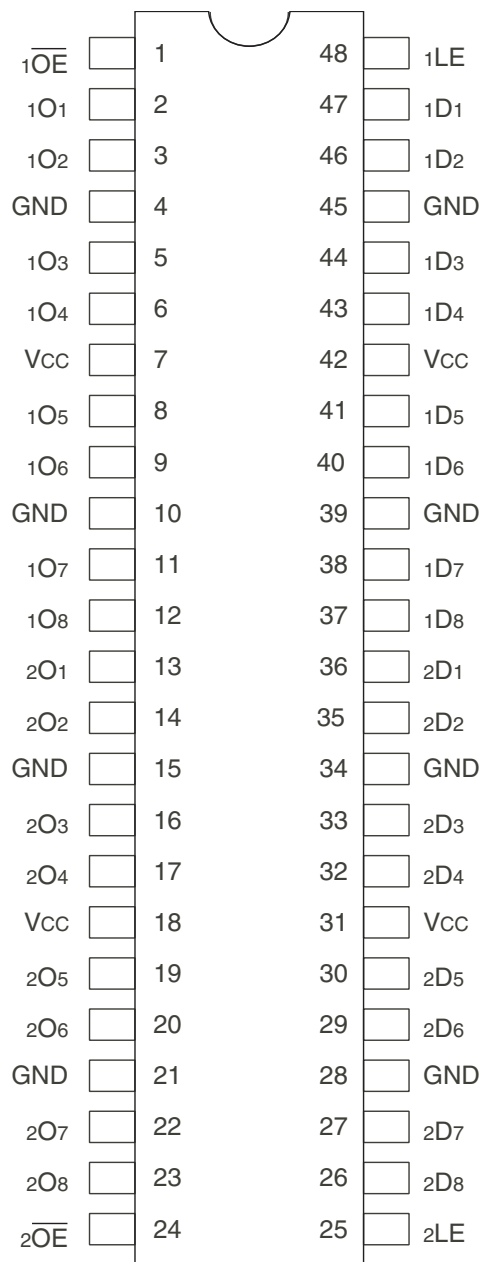 1O̅E̅ 1 48 1LE
1O1 2 47 1D1
1O2 3 46 1D2
GND 4 45 GND
1O3 5 44 1D3
1O4 6 43 1D4
VCC 7 42 VCC
1O5 8 41 1D5
1O6 9 40 1D6
GND 10 39 GND
1O7 11 38 1D7
1O8 12 37 1D8
2O1 13 36 2D1
2O2 14 35 2D2
GND 15 34 GND
2O3 16 33 2D3
2O4 17 32 2D4
VCC 18 31 VCC
2O5 19 30 2D5
2O6 20 29 2D6
GND 21 28 GND
2O7 22 27 2D7
2O8 23 26 2D8
2O̅E̅ 24 25 2LE